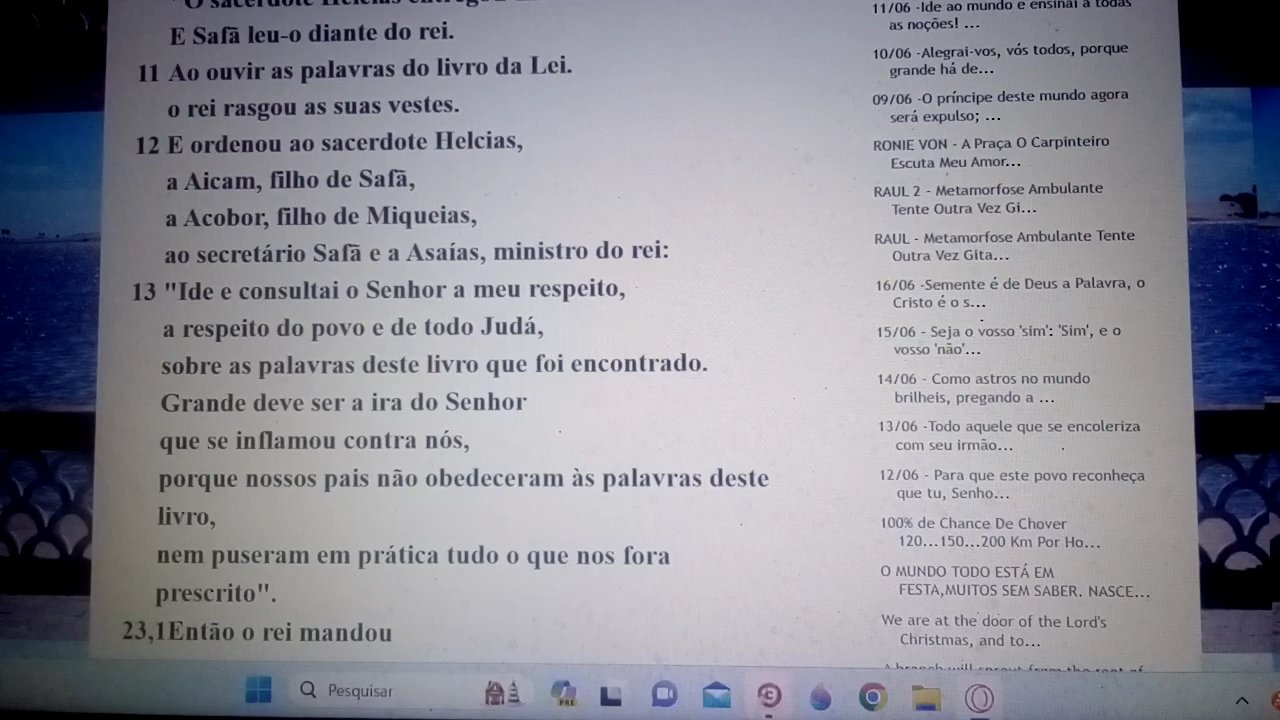 "O sacerdote Helcias
E Safã leu-o diante do rei.
11 Ao ouvir as palavras do livro da Lei.
o rei rasgou as suas vestes.
12 E ordenou ao sacerdote Helcias,
a Aicam, filho de Safã,
a Acobor, filho de Miqueias,
ao secretário Safã e a Asaías, ministro do rei:
13 "Ide e consultai o Senhor a meu respeito,
a respeito do povo e de todo Judá,
sobre as palavras deste livro que foi encontrado.
Grande deve ser a ira do Senhor
que se inflamou contra nós,
porque nossos pais não obedeceram às palavras deste
livro,
nem puseram em prática tudo o que nos fora
prescrito".
23,1Então o rei mandou
11/06 -Ide ao mundo e ensinai a todas
as noções! ...
10/06 -Alegrai-vos, vós todos, porque
grande há de...
09/06 -O príncipe deste mundo agora
será expulso; ...
RONIE VON - A Praça O Carpinteiro
Escuta Meu Amor...
RAUL 2 - Metamorfose Ambulante
Tente Outra Vez Gi...
RAUL - Metamorfose Ambulante Tente
Outra Vez Gita...
16/06 -Semente é de Deus a Palavra, o
Cristo é o s...
15/06 - Seja o vosso 'sim': 'Sim', e o
vosso 'não'...
14/06 - Como astros no mundo
brilheis, pregando a ...
13/06 -Todo aquele que se encoleriza
com seu irmão...
12/06 - Para que este povo reconheça
que tu, Senho...
100% de Chance De Chover
120...150...200 Km Por Ho...
O MUNDO TODO ESTÁ EM
FESTA,MUITOS SEM SABER. NASCE...
We are at the door of the Lord's
Christmas, and to...
A branch will sprout from the root of
Pesquisar
PRE